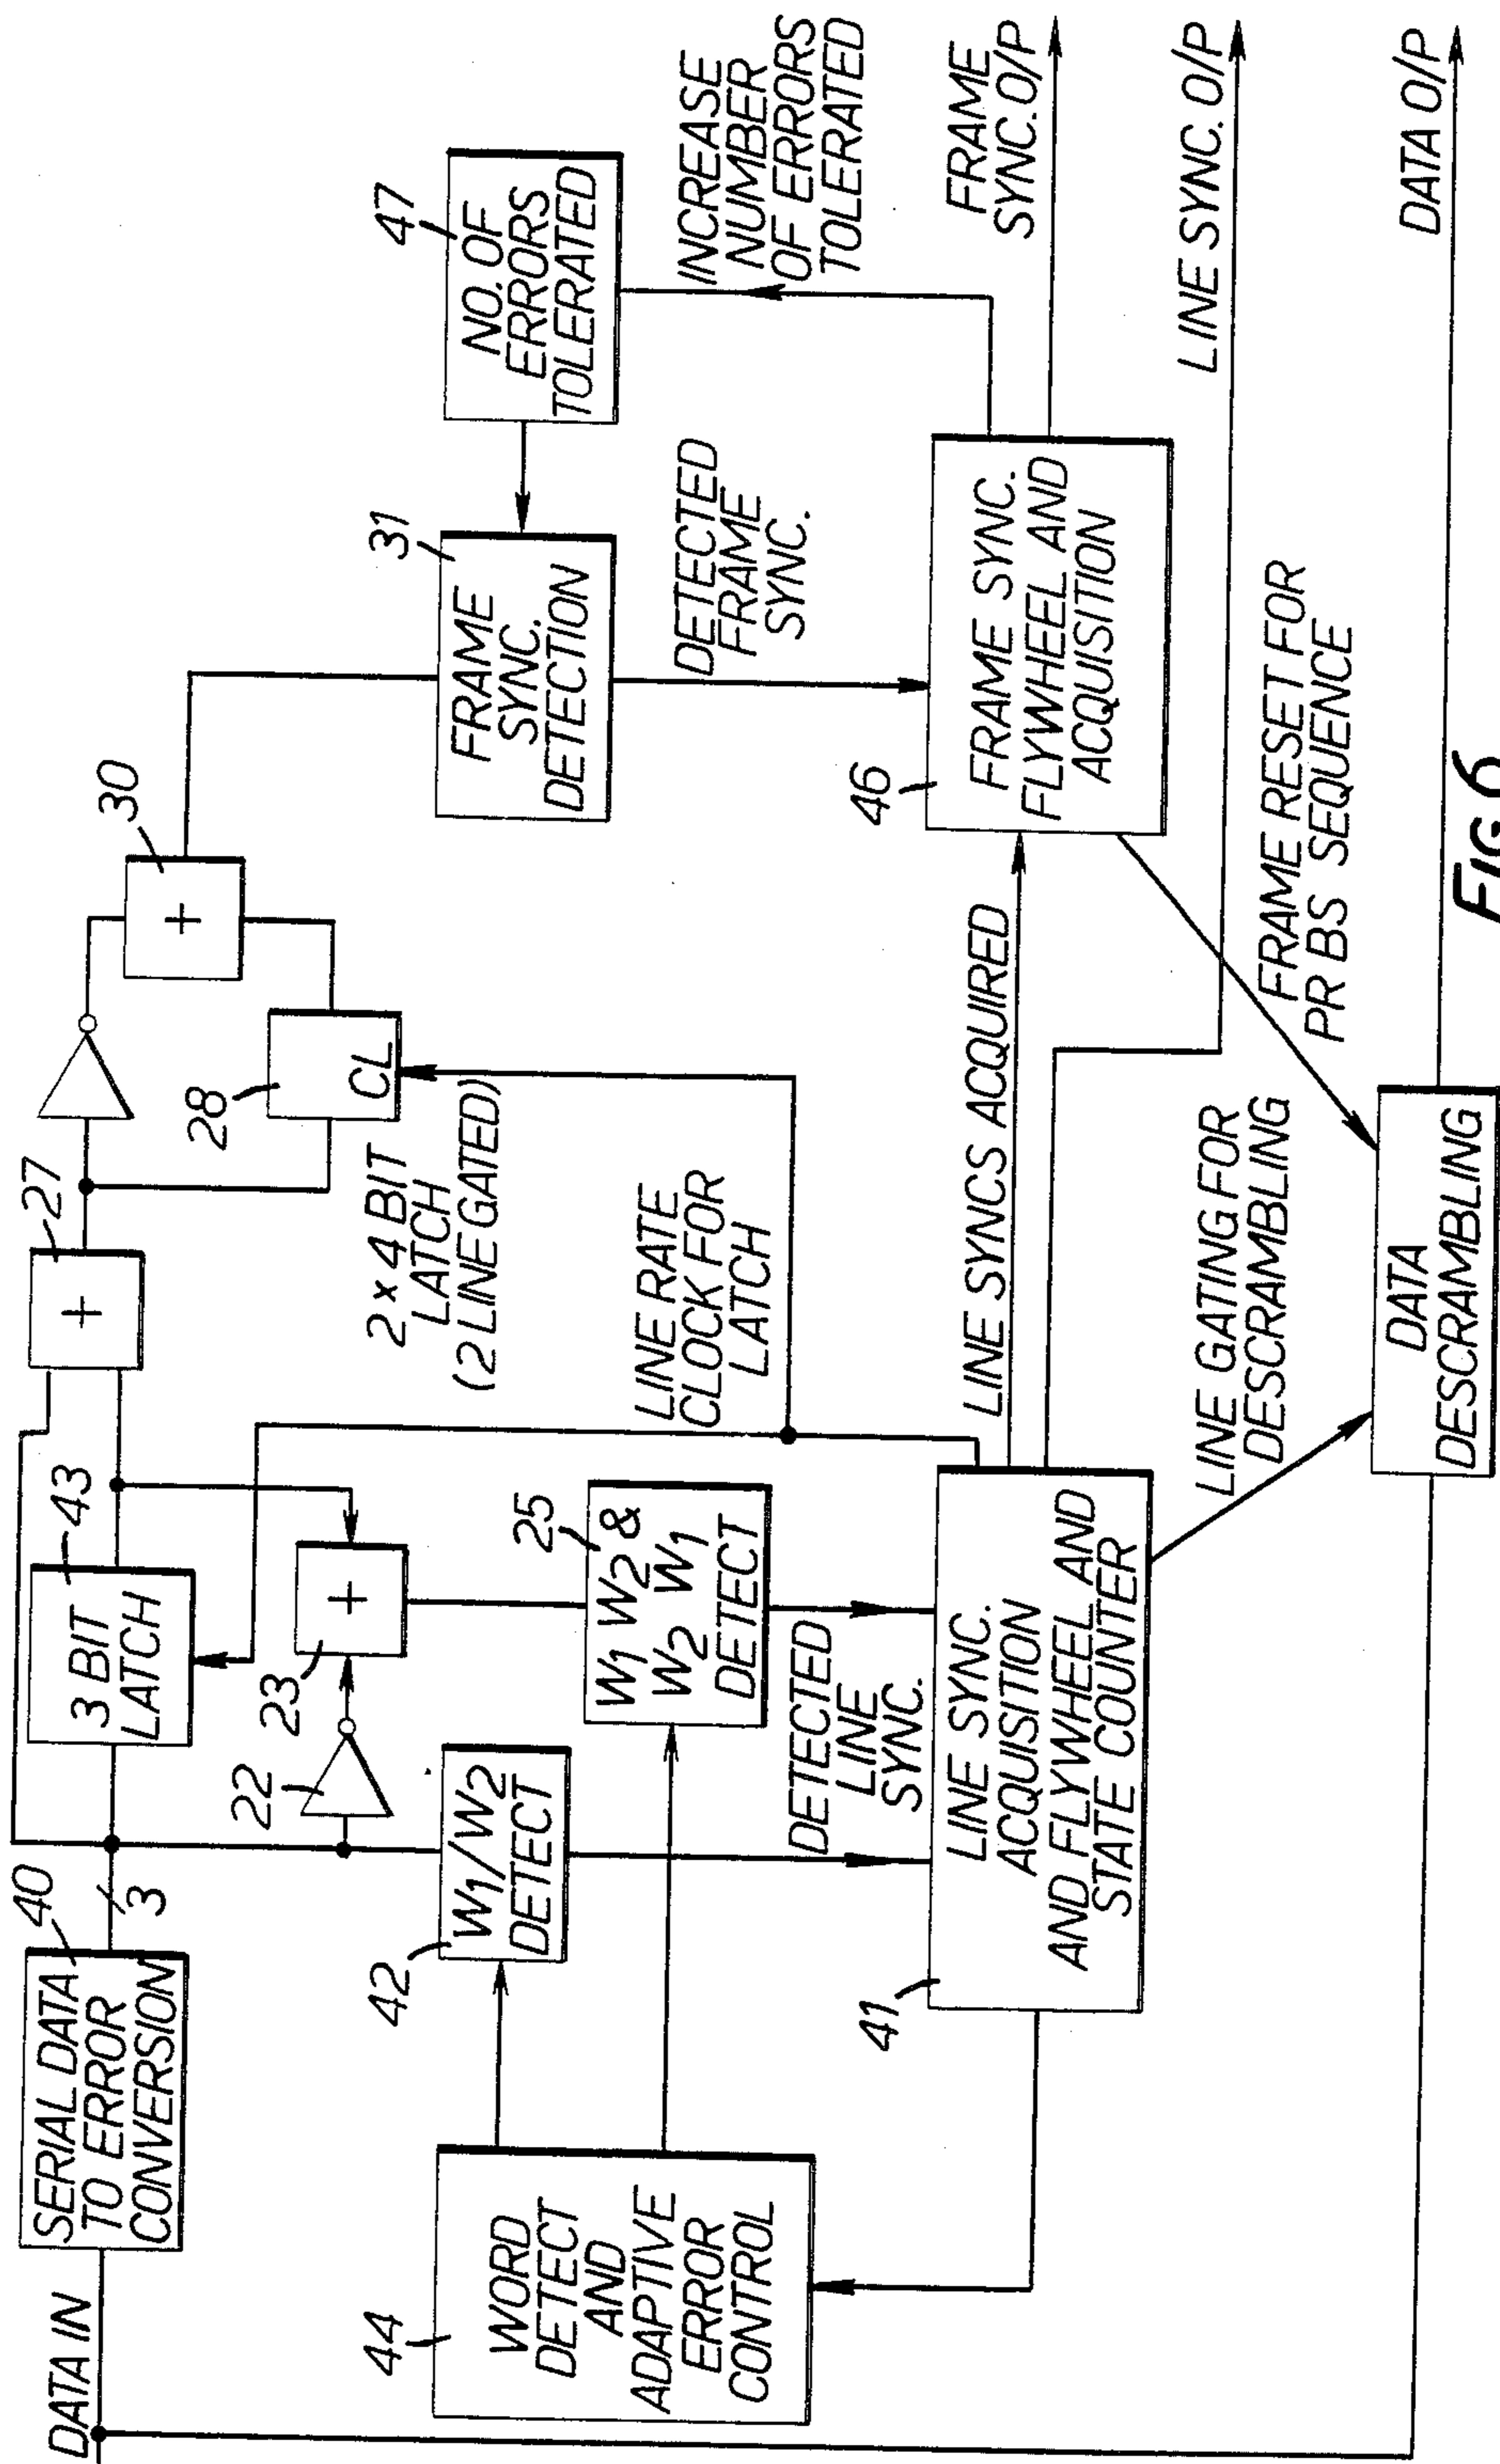 DATA IN
SERIAL DATA
TO ERROR
CONVERSION
40
3
3 BIT
LATCH
43
27
+
30
+
28
CL
2 x 4 BIT
LATCH
(2 LINE GATED)
22
23
+
42
W1/W2
DETECT
25
W1 W2 &
W2 W1
DETECT
LINE RATE
CLOCK FOR
LATCH
31
FRAME
SYNC.
DETECTION
47
NO. OF
ERRORS
TOLERATED
44
WORD
DETECT
AND
ADAPTIVE
ERROR
CONTROL
DETECTED
LINE
SYNC.
DETECTED
FRAME
SYNC.
INCREASE
NUMBER
OF ERRORS
TOLERATED
41
LINE SYNC.
ACQUISITION
AND FLYWHEEL AND
STATE COUNTER
LINE SYNCS ACQUIRED
46
FRAME SYNC.
FLYWHEEL AND
ACQUISITION
FRAME
SYNC. O/P
LINE SYNC. O/P
LINE GATING FOR
DESCRAMBLING
FRAME RESET FOR
PR BS SEQUENCE
DATA
DESCRAMBLING
DATA O/P
FIG. 6